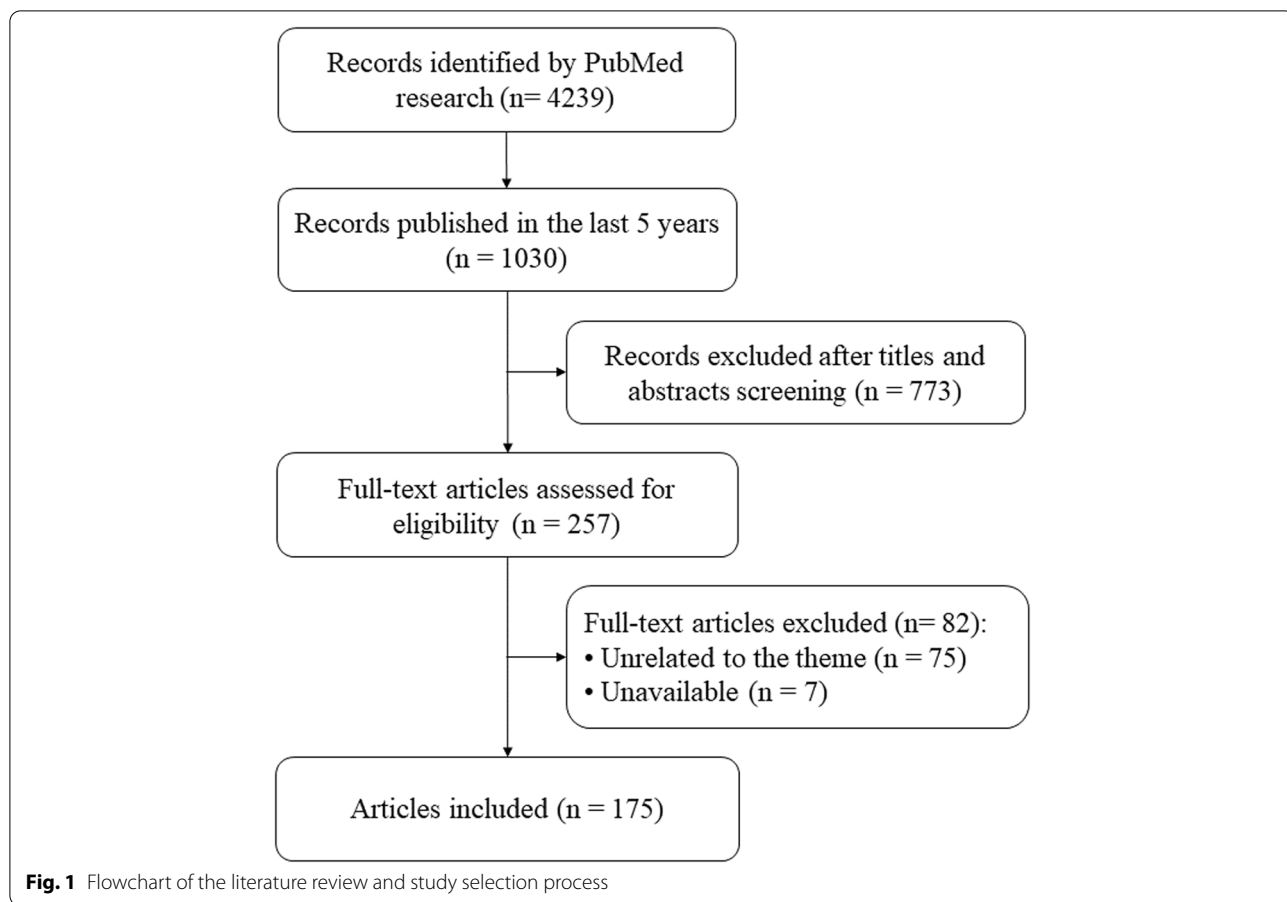 Records identified by PubMed
research (n= 4239)
Records published in the last 5 years
(n = 1030)
Records excluded after titles and
abstracts screening (n = 773)
Full-text articles assessed for
eligibility (n = 257)
Full-text articles excluded (n= 82):
• Unrelated to the theme (n = 75)
• Unavailable (n = 7)
Articles included (n = 175)
Fig. 1 Flowchart of the literature review and study selection process